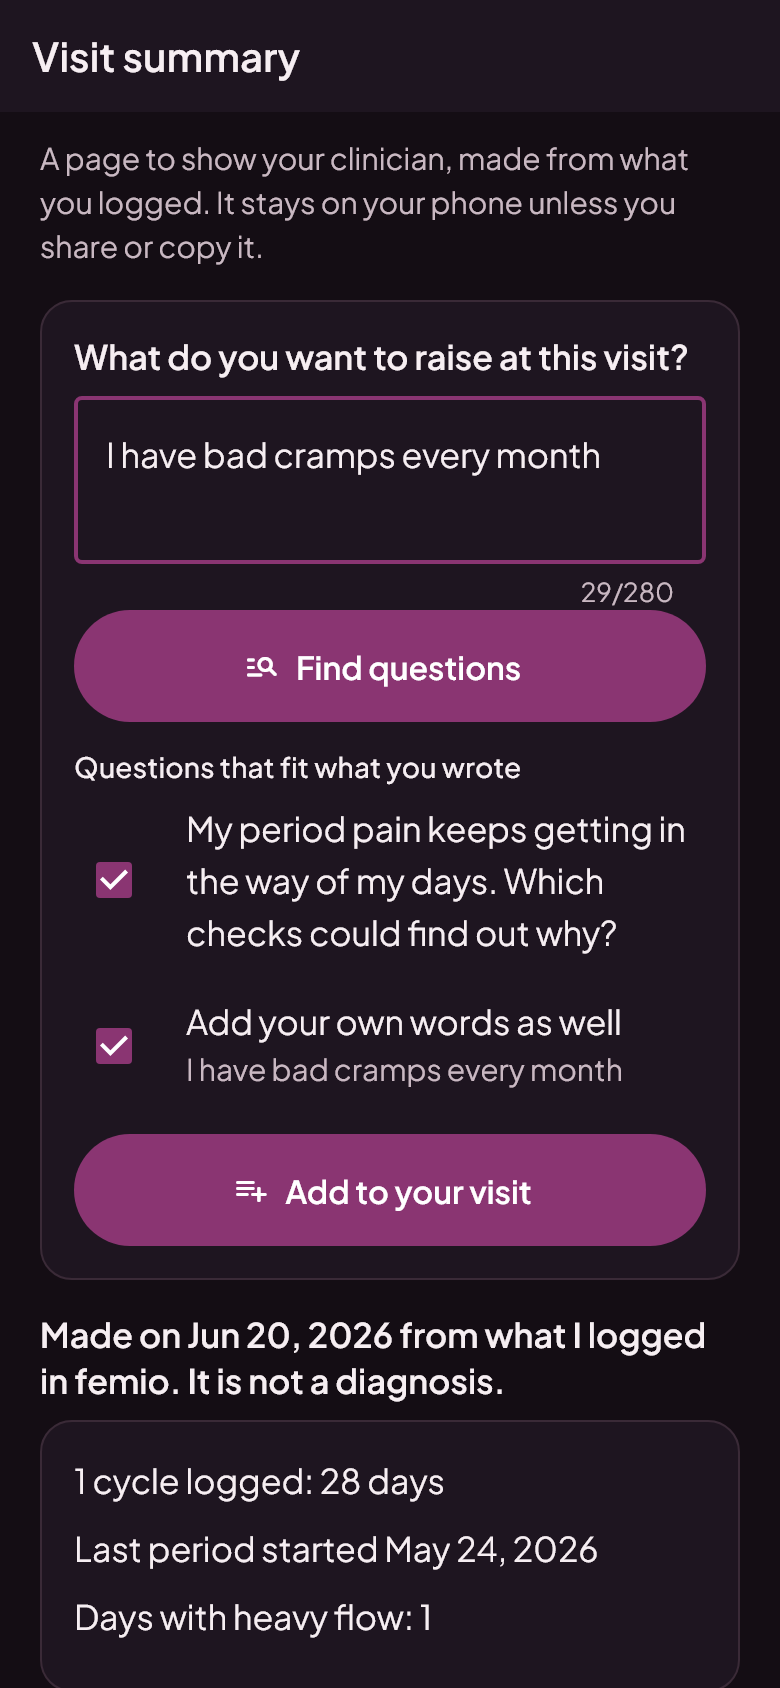 Visit summary
A page to show your clinician, made from what
you logged. It stays on your phone unless you
share or copy it.
What do you want to raise at this visit?
I have bad cramps every month
29/280
Find questions
Questions that fit what you wrote
My period pain keeps getting in
the way of my days. Which
checks could find out why?
Add your own words as well
I have bad cramps every month
Add to your visit
Made on Jun 20, 2026 from what I logged
in femio. It is not a diagnosis.
1 cycle logged: 28 days
Last period started May 24, 2026
Days with heavy flow: 1